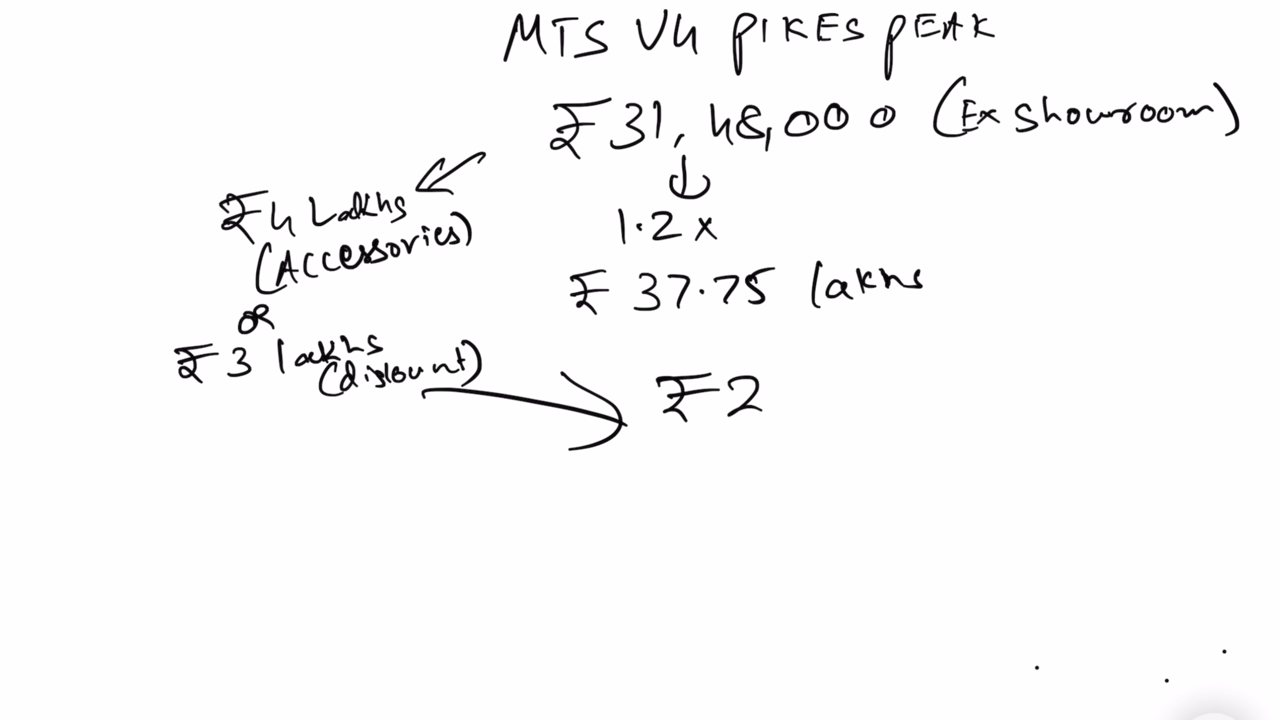 MTS V4 PIKES PEAK
₹31,48,000 (Ex showroom)
₹4 Lakhs
(Accessories)
1.2x
₹ 37.75 lakhs
OR
₹3 lakhs
(discount)
₹2